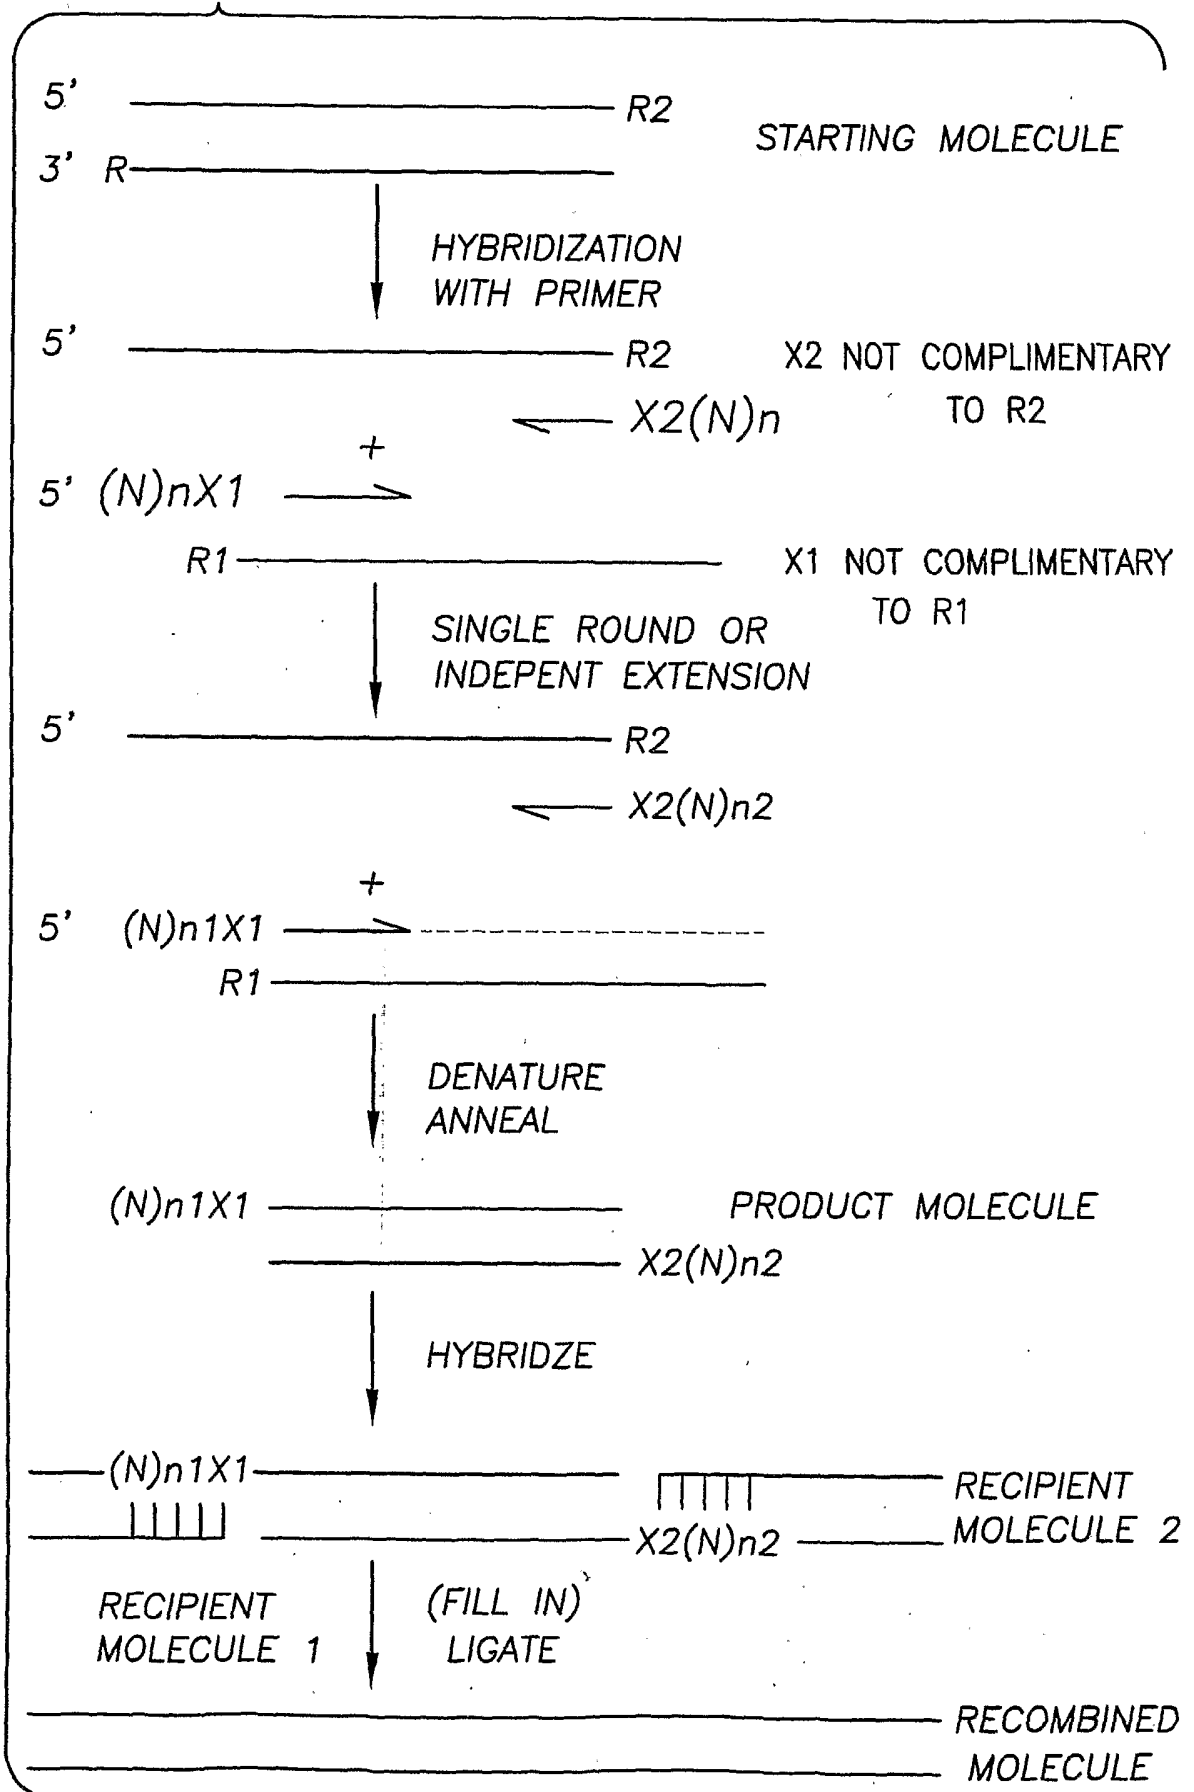 5' R2
STARTING MOLECULE
3' R
HYBRIDIZATION
WITH PRIMER
5' R2 X2 NOT COMPLIMENTARY
TO R2
X2(N)n
+
5' (N)nX1
R1 X1 NOT COMPLIMENTARY
TO R1
SINGLE ROUND OR
INDEPENT EXTENSION
5' R2
X2(N)n2
+
5' (N)n1X1
R1
DENATURE
ANNEAL
(N)n1X1 PRODUCT MOLECULE
X2(N)n2
HYBRIDZE
(N)n1X1 RECIPIENT
MOLECULE 2
X2(N)n2
RECIPIENT
MOLECULE 1
(FILL IN)
LIGATE
RECOMBINED
MOLECULE